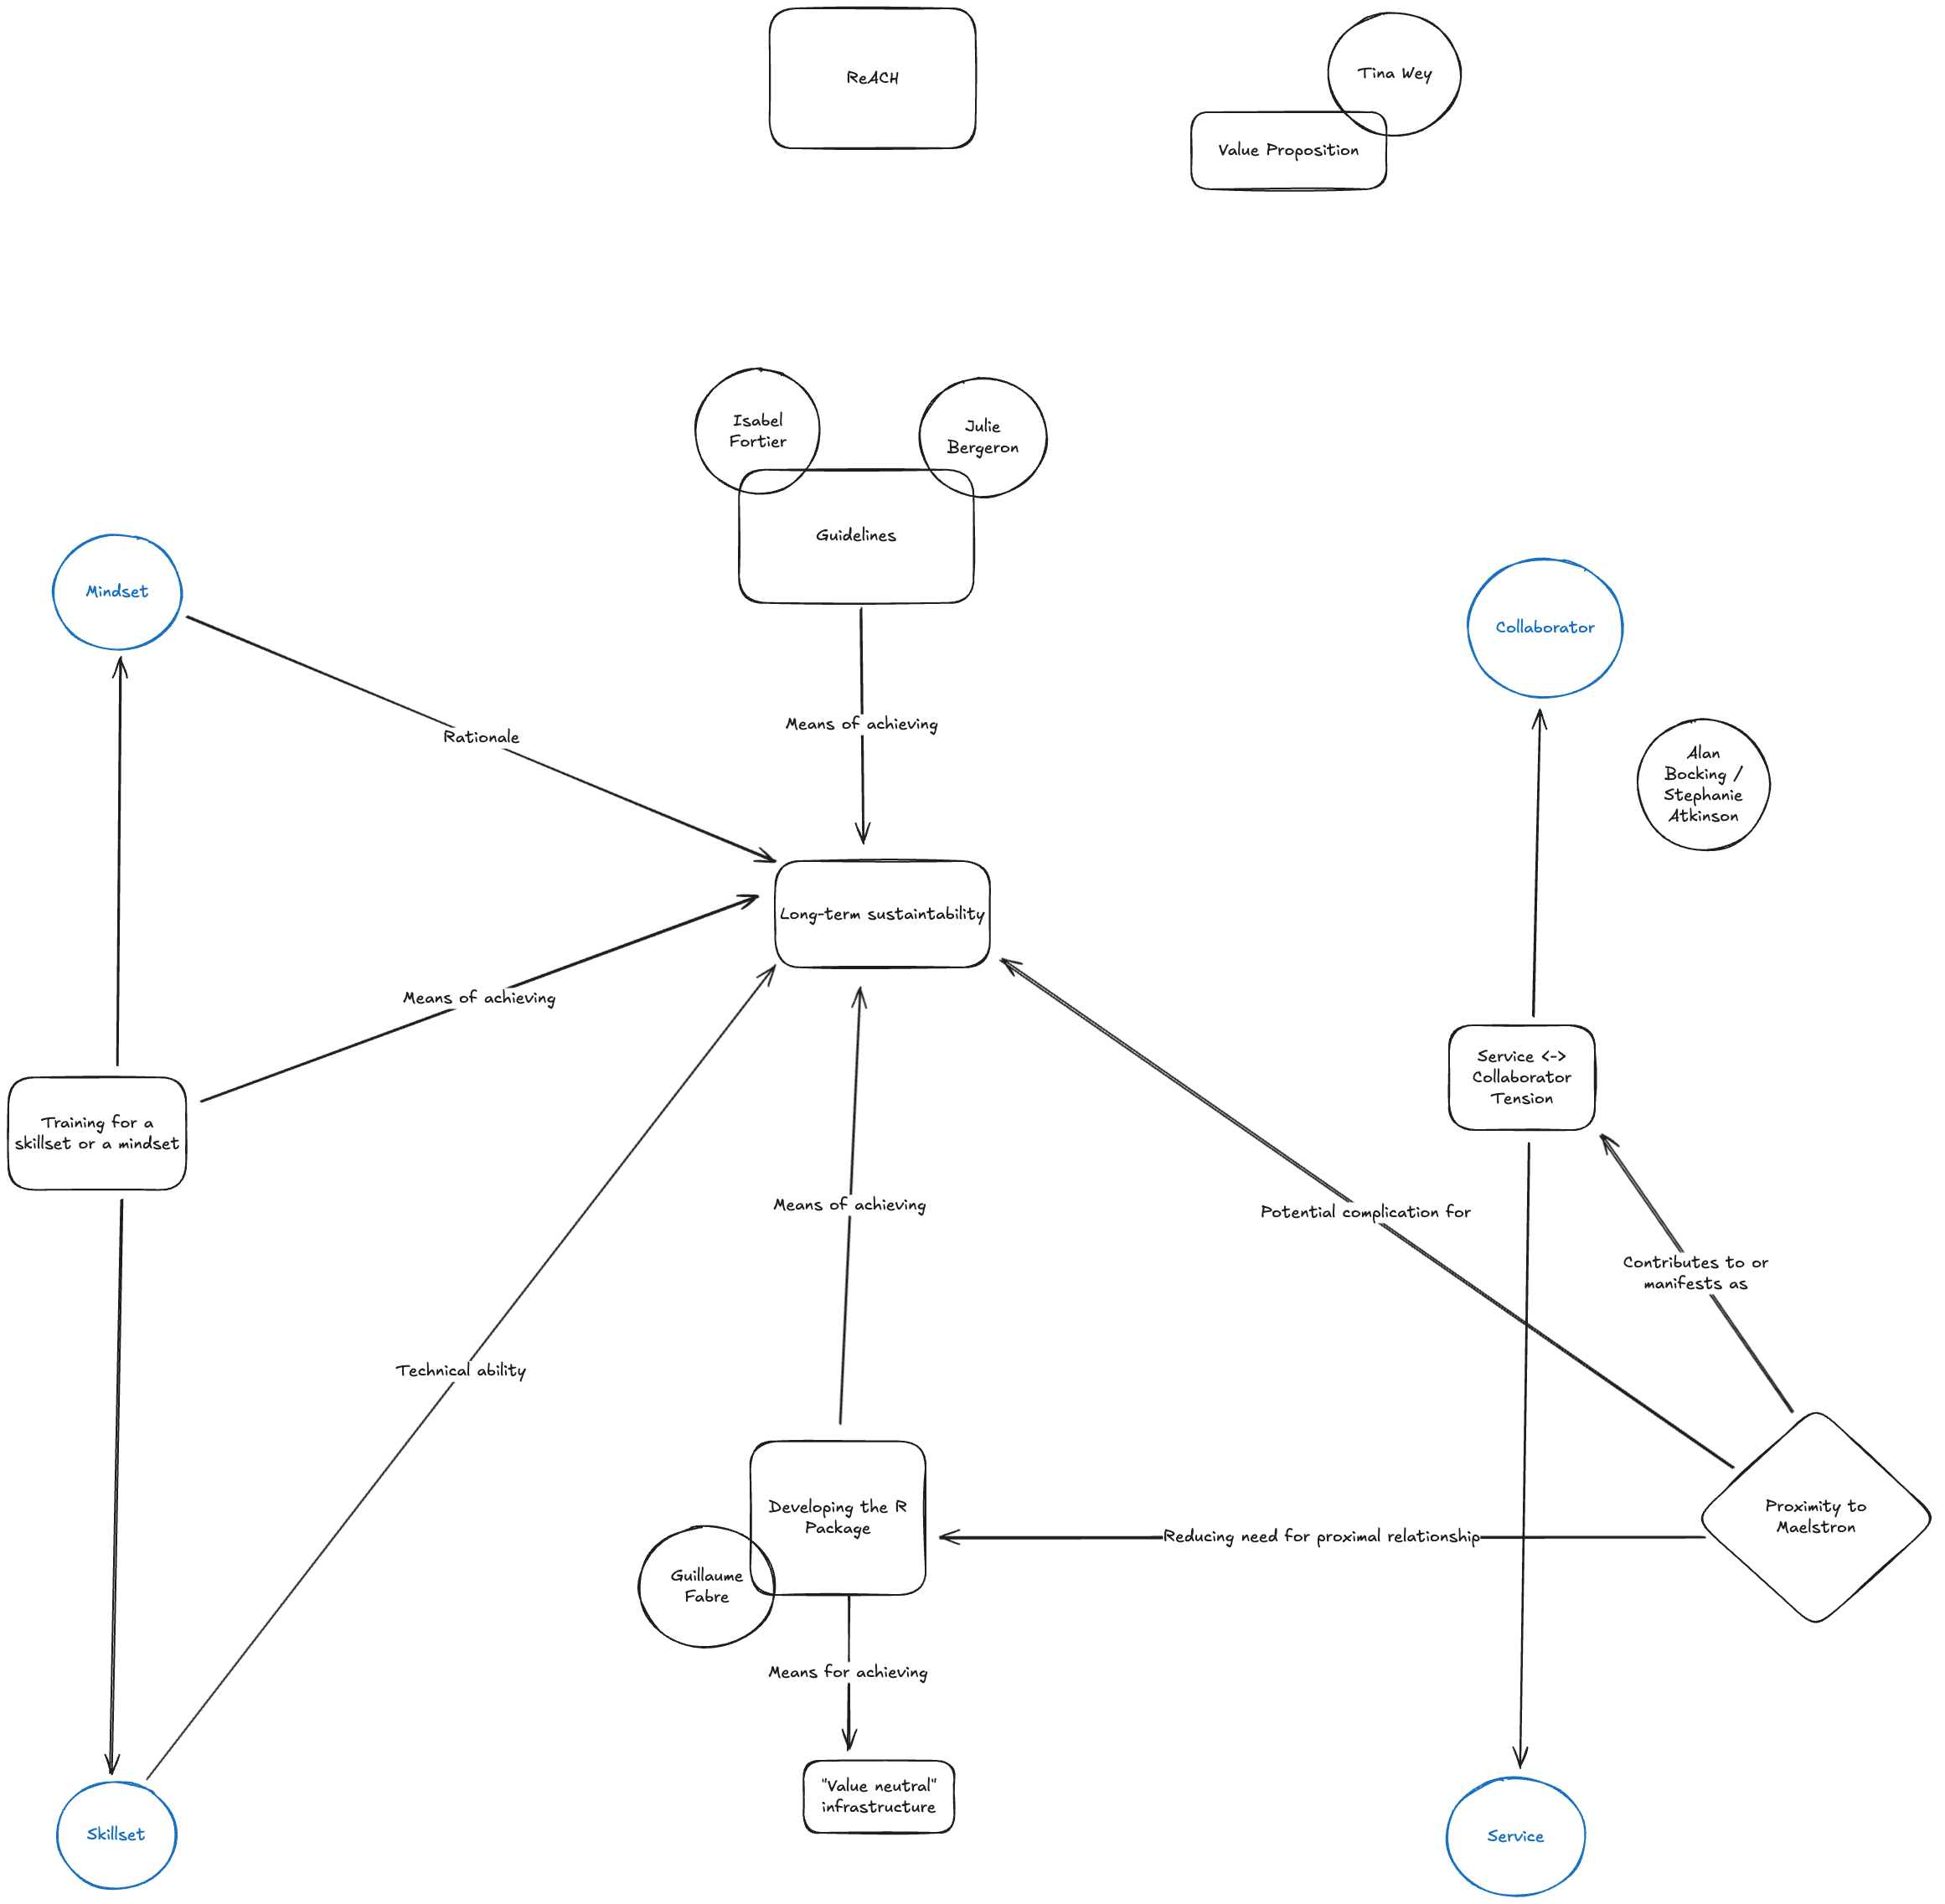 ReACH
Tina Wey
Value Proposition
Isabel
Fortier
Julie
Bergeron
Guidelines
Mindset
Collaborator
Rationale
Means of achieving
Alan
Bocking /
Stephanie
Atkinson
Long-term sustaintability
Means of achieving
Service <->
Collaborator
Tension
Training for a
skillset or a mindset
Means of achieving
Potential complication for
Contributes to or
manifests as
Technical ability
Developing the R
Package
Proximity to
Maelstron
Reducing need for proximal relationship
Guillaume
Fabre
Means for achieving
"Value neutral"
infrastructure
Skillset
Service